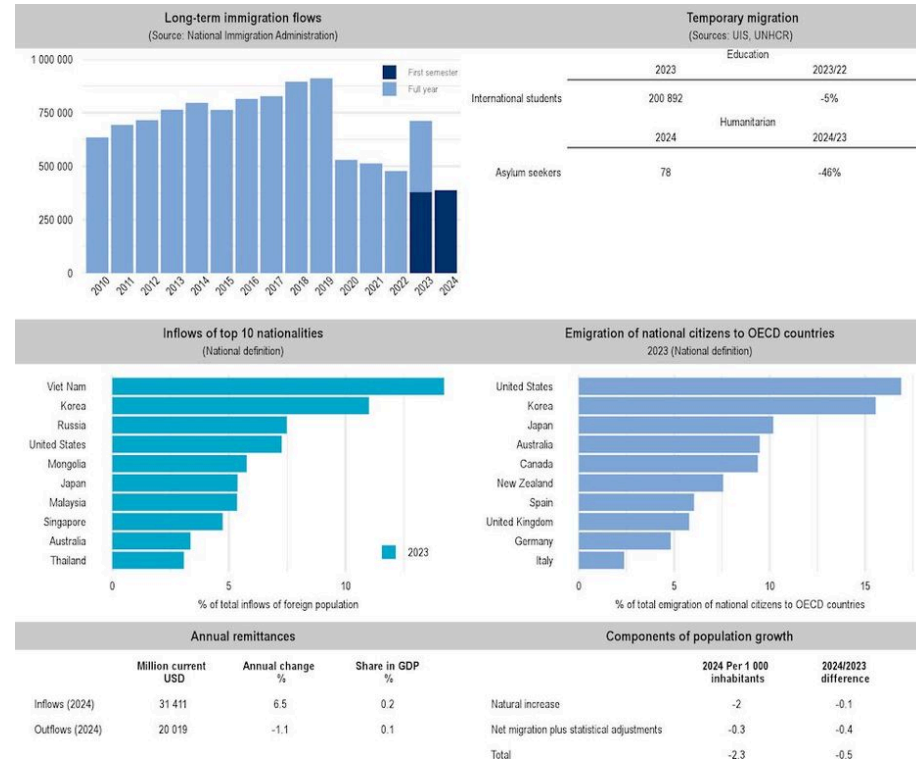 Long-term immigration flows
(Source: National Immigration Administration)
1 000 000
750 000
500 000
250 000
0
First semester
Full year
2010 2011 2012 2013 2014 2015 2016 2017 2018 2019 2020 2021 2022 2023 2024
Temporary migration
(Sources: UIS, UNHCR)
Education
2023 2023/22
International students 200 892 -5%
Humanitarian
2024 2024/23
Asylum seekers 78 -46%
Inflows of top 10 nationalities
(National definition)
Viet Nam
Korea
Russia
United States
Mongolia
Japan
Malaysia
Singapore
Australia
Thailand
2023
0 5 10
% of total inflows of foreign population
Emigration of national citizens to OECD countries
2023 (National definition)
United States
Korea
Japan
Australia
Canada
New Zealand
Spain
United Kingdom
Germany
Italy
0 5 10 15
% of total emigration of national citizens to OECD countries
Annual remittances
Million current USD Annual change % Share in GDP %
Inflows (2024) 31 411 6.5 0.2
Outflows (2024) 20 019 -1.1 0.1
Components of population growth
2024 Per 1 000 inhabitants 2024/2023 difference
Natural increase -2 -0.1
Net migration plus statistical adjustments -0.3 -0.4
Total -2.3 -0.5